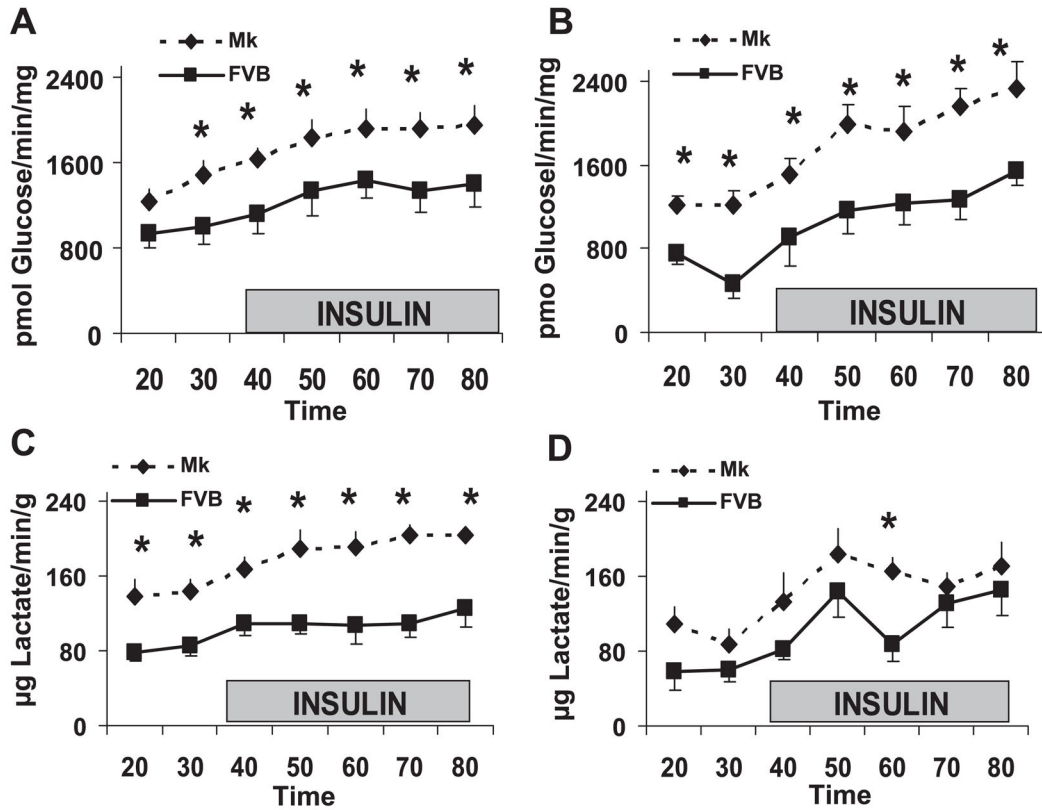 A
Mk
FVB
pmol Glucose/min/mg
2400
1600
800
0
* * * * * *
INSULIN
20 30 40 50 60 70 80
Time
B
Mk
FVB
pmo Glucosel/min/mg
2400
1600
800
0
* * * * * * *
INSULIN
20 30 40 50 60 70 80
Time
C
Mk
FVB
µg Lactate/min/g
240
160
80
0
* * * * * * *
INSULIN
20 30 40 50 60 70 80
Time
D
Mk
FVB
µg Lactate/min/g
240
160
80
0
*
INSULIN
20 30 40 50 60 70 80
Time